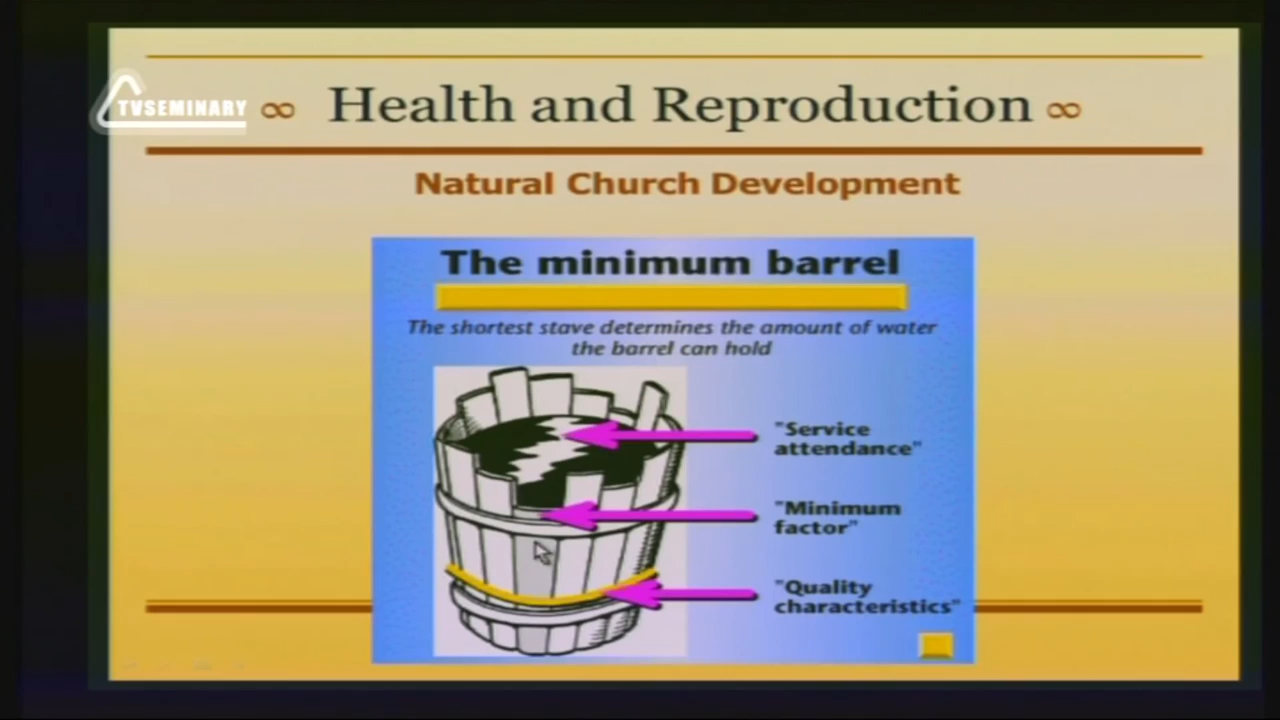 TVSEMINARY
Health and Reproduction
Natural Church Development
The minimum barrel
The shortest stave determines the amount of water
the barrel can hold
"Service
attendance"
"Minimum
factor"
"Quality
characteristics"